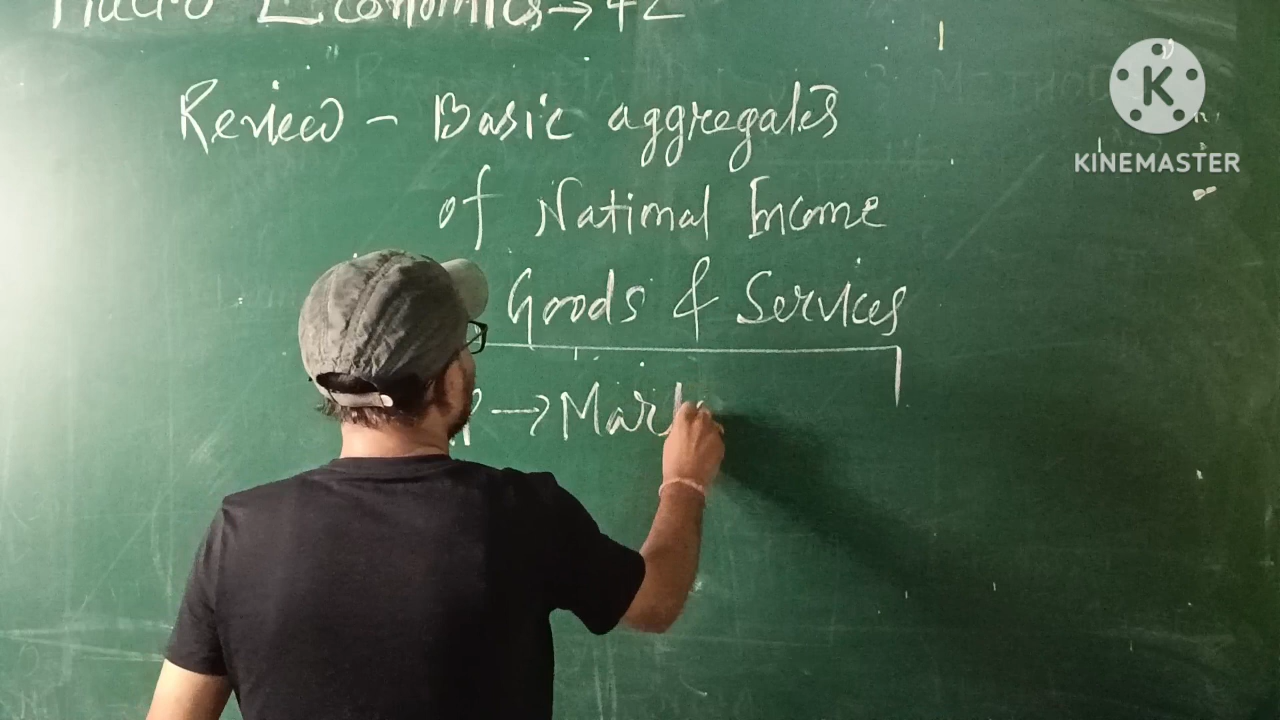 Macro Economics → 42
Review - Basic aggregates
of National Income
Goods & Services
→ Mark
KINEMASTER